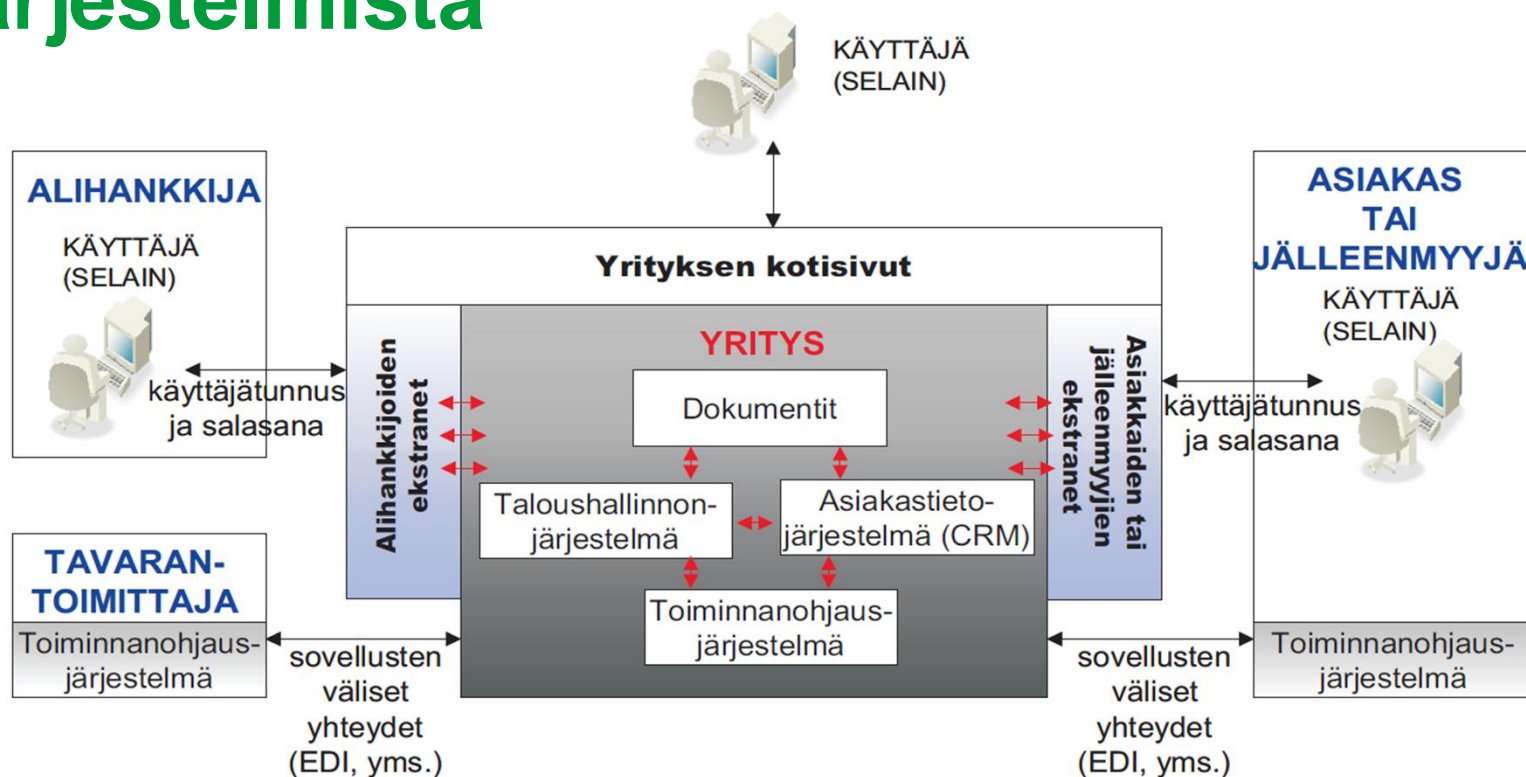 ärjestelmistä
KÄYTTÄJÄ
(SELAIN)
ALIHANKKIJA
KÄYTTÄJÄ
(SELAIN)
käyttäjätunnus
ja salasana
TAVARAN-
TOIMITTAJA
Toiminnanohjaus-
järjestelmä
sovellusten
väliset
yhteydet
(EDI, yms.)
Yrityksen kotisivut
Alihankkijoiden
ekstranet
YRITYS
Dokumentit
Taloushallinnon-
järjestelmä
Asiakastieto-
järjestelmä (CRM)
Toiminnanohjaus-
järjestelmä
Asiakkaiden tai
jälleenmyyjien
ekstranet
ASIAKAS
TAI
JÄLLEENMYYJÄ
KÄYTTÄJÄ
(SELAIN)
käyttäjätunnus
ja salasana
Toiminnanohjaus-
järjestelmä
sovellusten
väliset
yhteydet
(EDI, yms.)